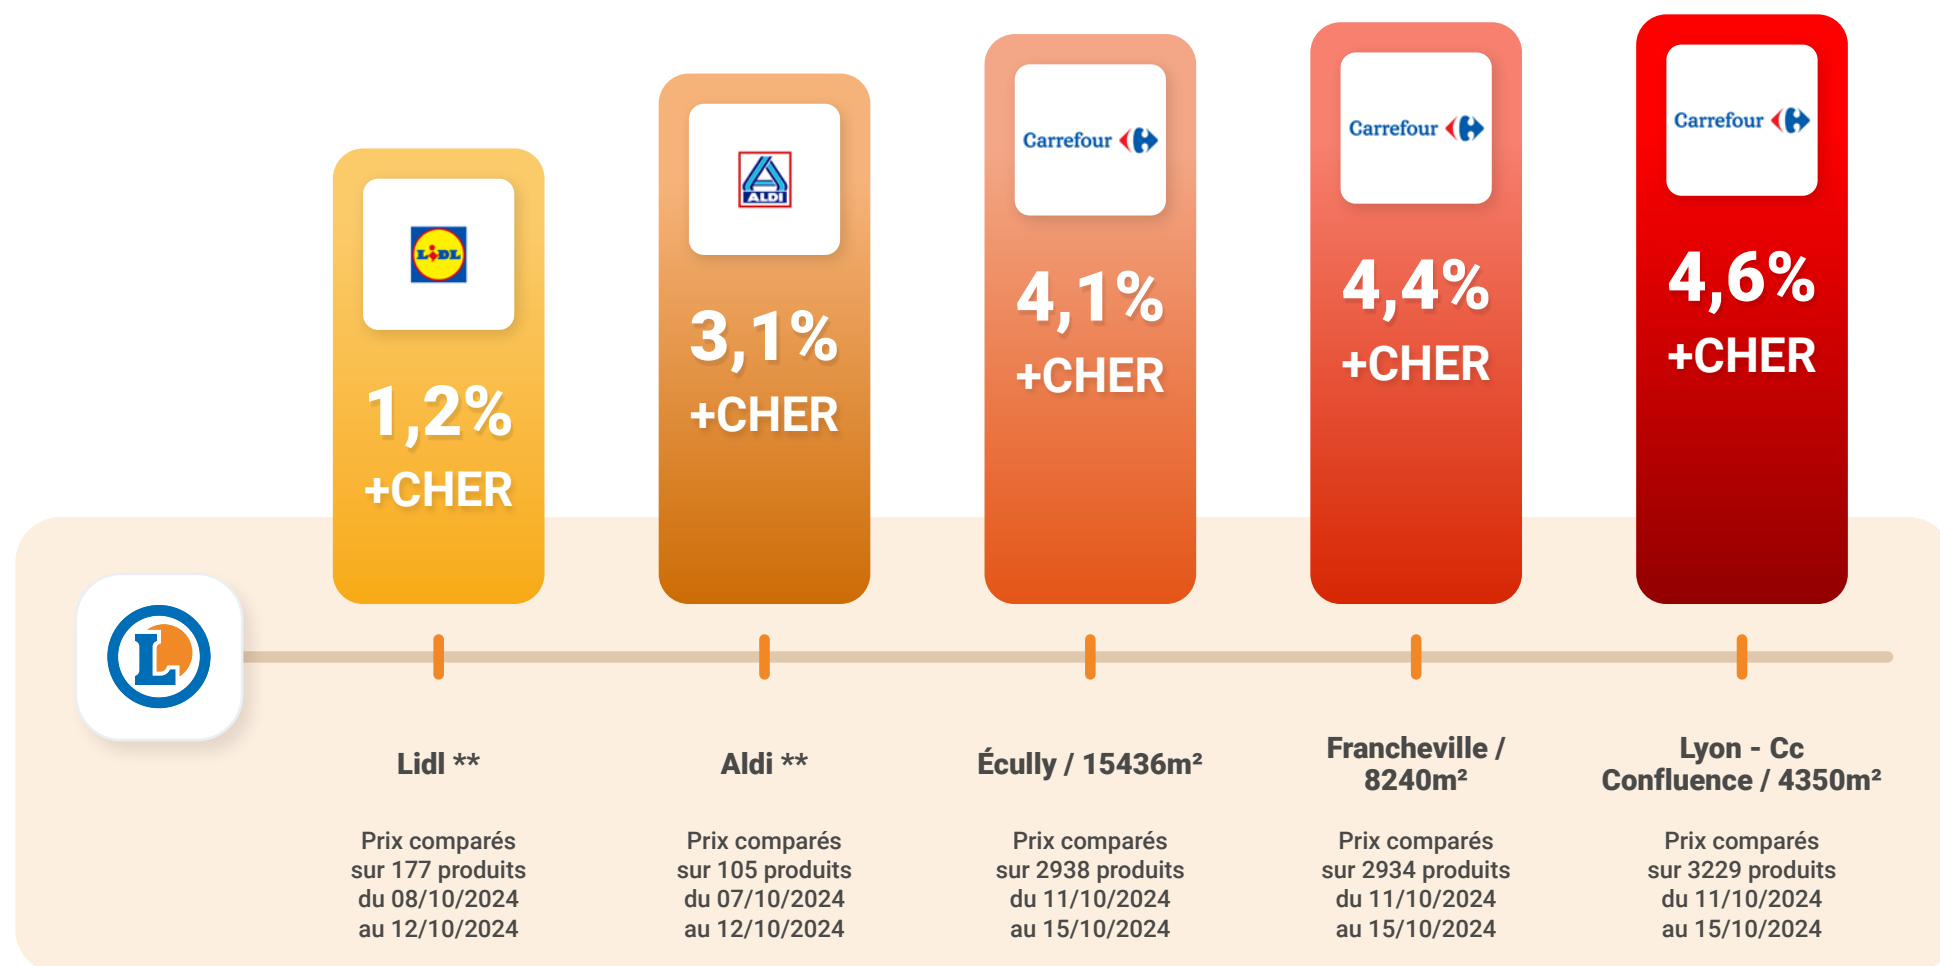 LIDL
1,2%
+CHER
ALDI
3,1%
+CHER
Carrefour
4,1%
+CHER
Carrefour
4,4%
+CHER
Carrefour
4,6%
+CHER
L
Lidl **
Prix comparés
sur 177 produits
du 08/10/2024
au 12/10/2024
Aldi **
Prix comparés
sur 105 produits
du 07/10/2024
au 12/10/2024
Écully / 15436m²
Prix comparés
sur 2938 produits
du 11/10/2024
au 15/10/2024
Francheville /
8240m²
Prix comparés
sur 2934 produits
du 11/10/2024
au 15/10/2024
Lyon - Cc
Confluence / 4350m²
Prix comparés
sur 3229 produits
du 11/10/2024
au 15/10/2024